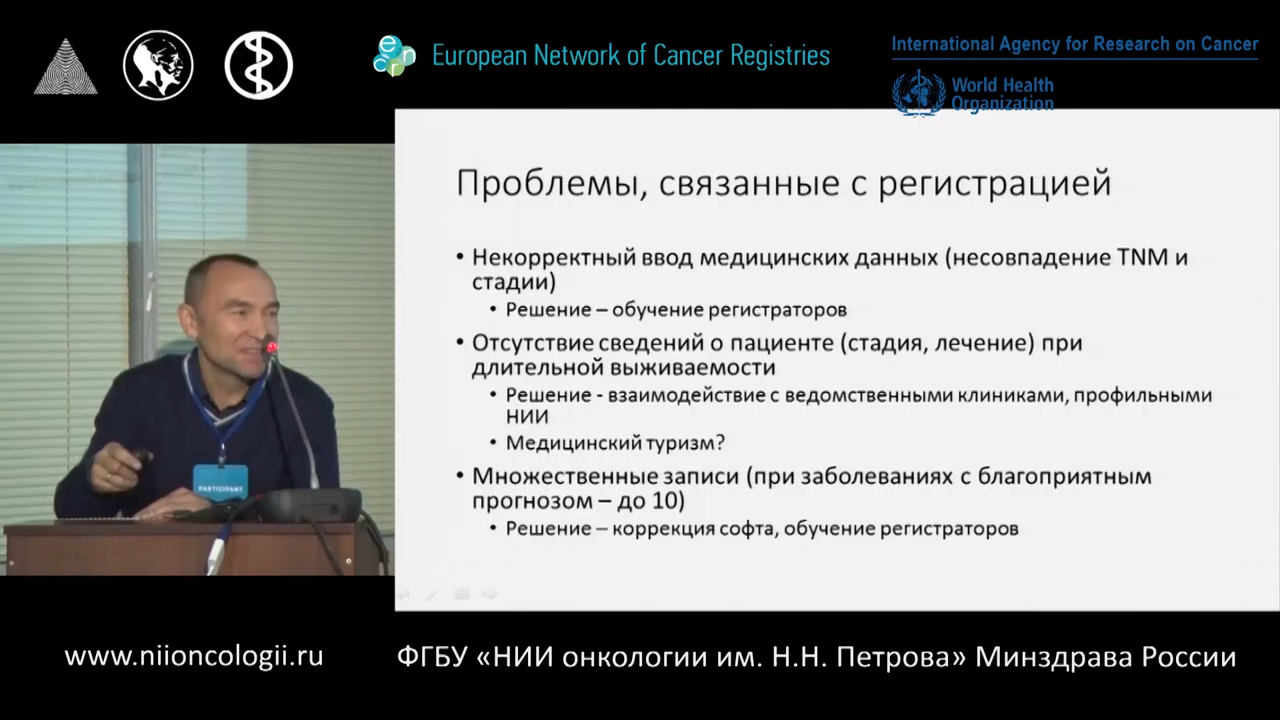 European Network of Cancer Registries
International Agency for Research on Cancer
World Health
Organization
Проблемы, связанные с регистрацией
• Некорректный ввод медицинских данных (несовпадение TNM и
стадии)
• Решение – обучение регистраторов
• Отсутствие сведений о пациенте (стадия, лечение) при
длительной выживаемости
• Решение - взаимодействие с ведомственными клиниками, профильными
НИИ
• Медицинский туризм?
• Множественные записи (при заболеваниях с благоприятным
прогнозом – до 10)
• Решение – коррекция софта, обучение регистраторов
PARTICIPANT
www.niioncologii.ru
ФГБУ «НИИ онкологии им. Н.Н. Петрова» Минздрава России